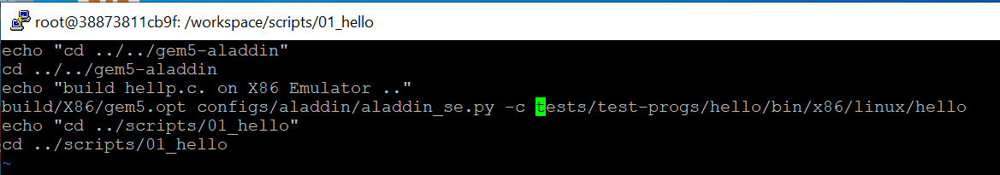 root@38873811cb9f: /workspace/scripts/01_hello
echo "cd ../../gem5-aladdin"
cd ../../gem5-aladdin
echo "build hellp.c. on X86 Emulator .."
build/X86/gem5.opt configs/aladdin/aladdin_se.py -c tests/test-progs/hello/bin/x86/linux/hello
echo "cd ../scripts/01_hello"
cd ../scripts/01_hello
~